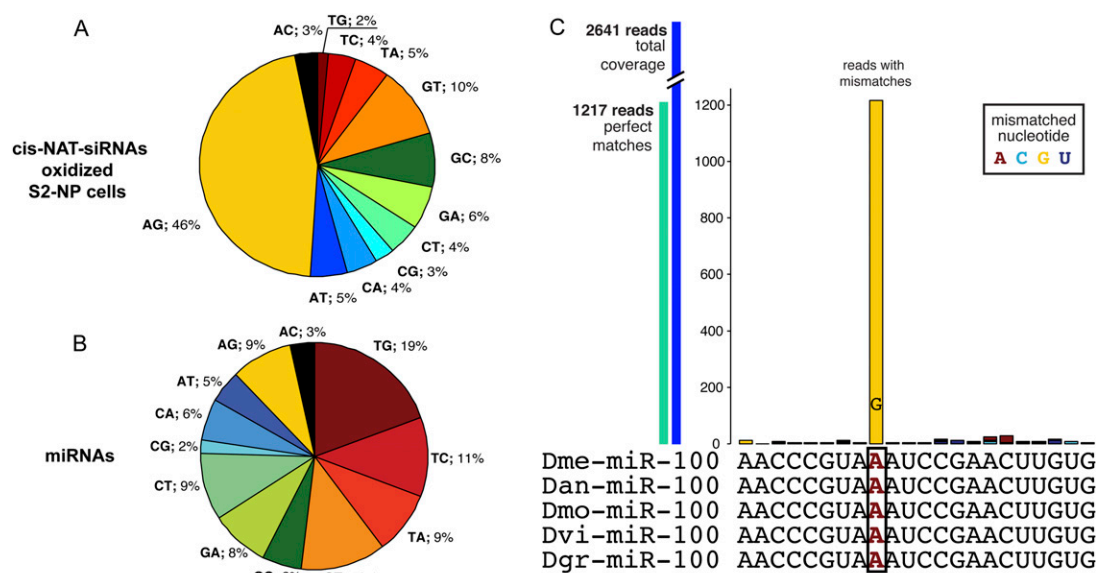 A
AC; 3%
TG; 2%
TC; 4%
TA; 5%
GT; 10%
GC; 8%
GA; 6%
CT; 4%
CG; 3%
CA; 4%
AT; 5%
AG; 46%
cis-NAT-siRNAs
oxidized
S2-NP cells
B
AC; 3%
TG; 19%
TC; 11%
TA; 9%
GA; 8%
CT; 9%
CG; 2%
CA; 6%
AT; 5%
AG; 9%
miRNAs
C
2641 reads
total
coverage
1217 reads
perfect
matches
reads with
mismatches
mismatched
nucleotide
A C G U
1200
1000
800
600
400
200
0
G
Dme-miR-100 AACCCGUAAAUCCGAACUUGUG
Dan-miR-100 AACCCGUAAAUCCGAACUUGUG
Dmo-miR-100 AACCCGUAAAUCCGAACUUGUG
Dvi-miR-100 AACCCGUAAAUCCGAACUUGUG
Dgr-miR-100 AACCCGUAAAUCCGAACUUGUG